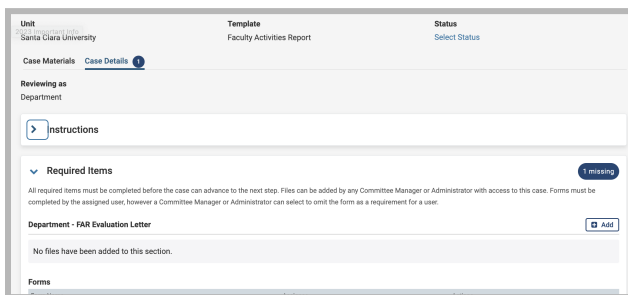 Unit Template Status
2023 Important Info
Santa Clara University Faculty Activities Report Select Status
Case Materials Case Details 1
Reviewing as
Department
Instructions
Required Items 1 missing
All required items must be completed before the case can advance to the next step. Files can be added by any Committee Manager or Administrator with access to this case. Forms must be
completed by the assigned user, however a Committee Manager or Administrator can select to omit the form as a requirement for a user.
Department - FAR Evaluation Letter Add
No files have been added to this section.
Forms